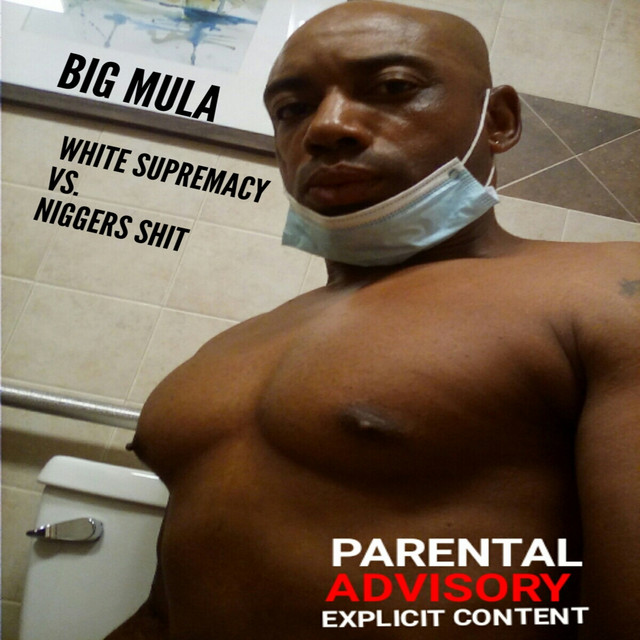 BIG MULA
WHITE SUPREMACY
VS.
NIGGERS SHIT
PARENTAL
ADVISORY
EXPLICIT CONTENT